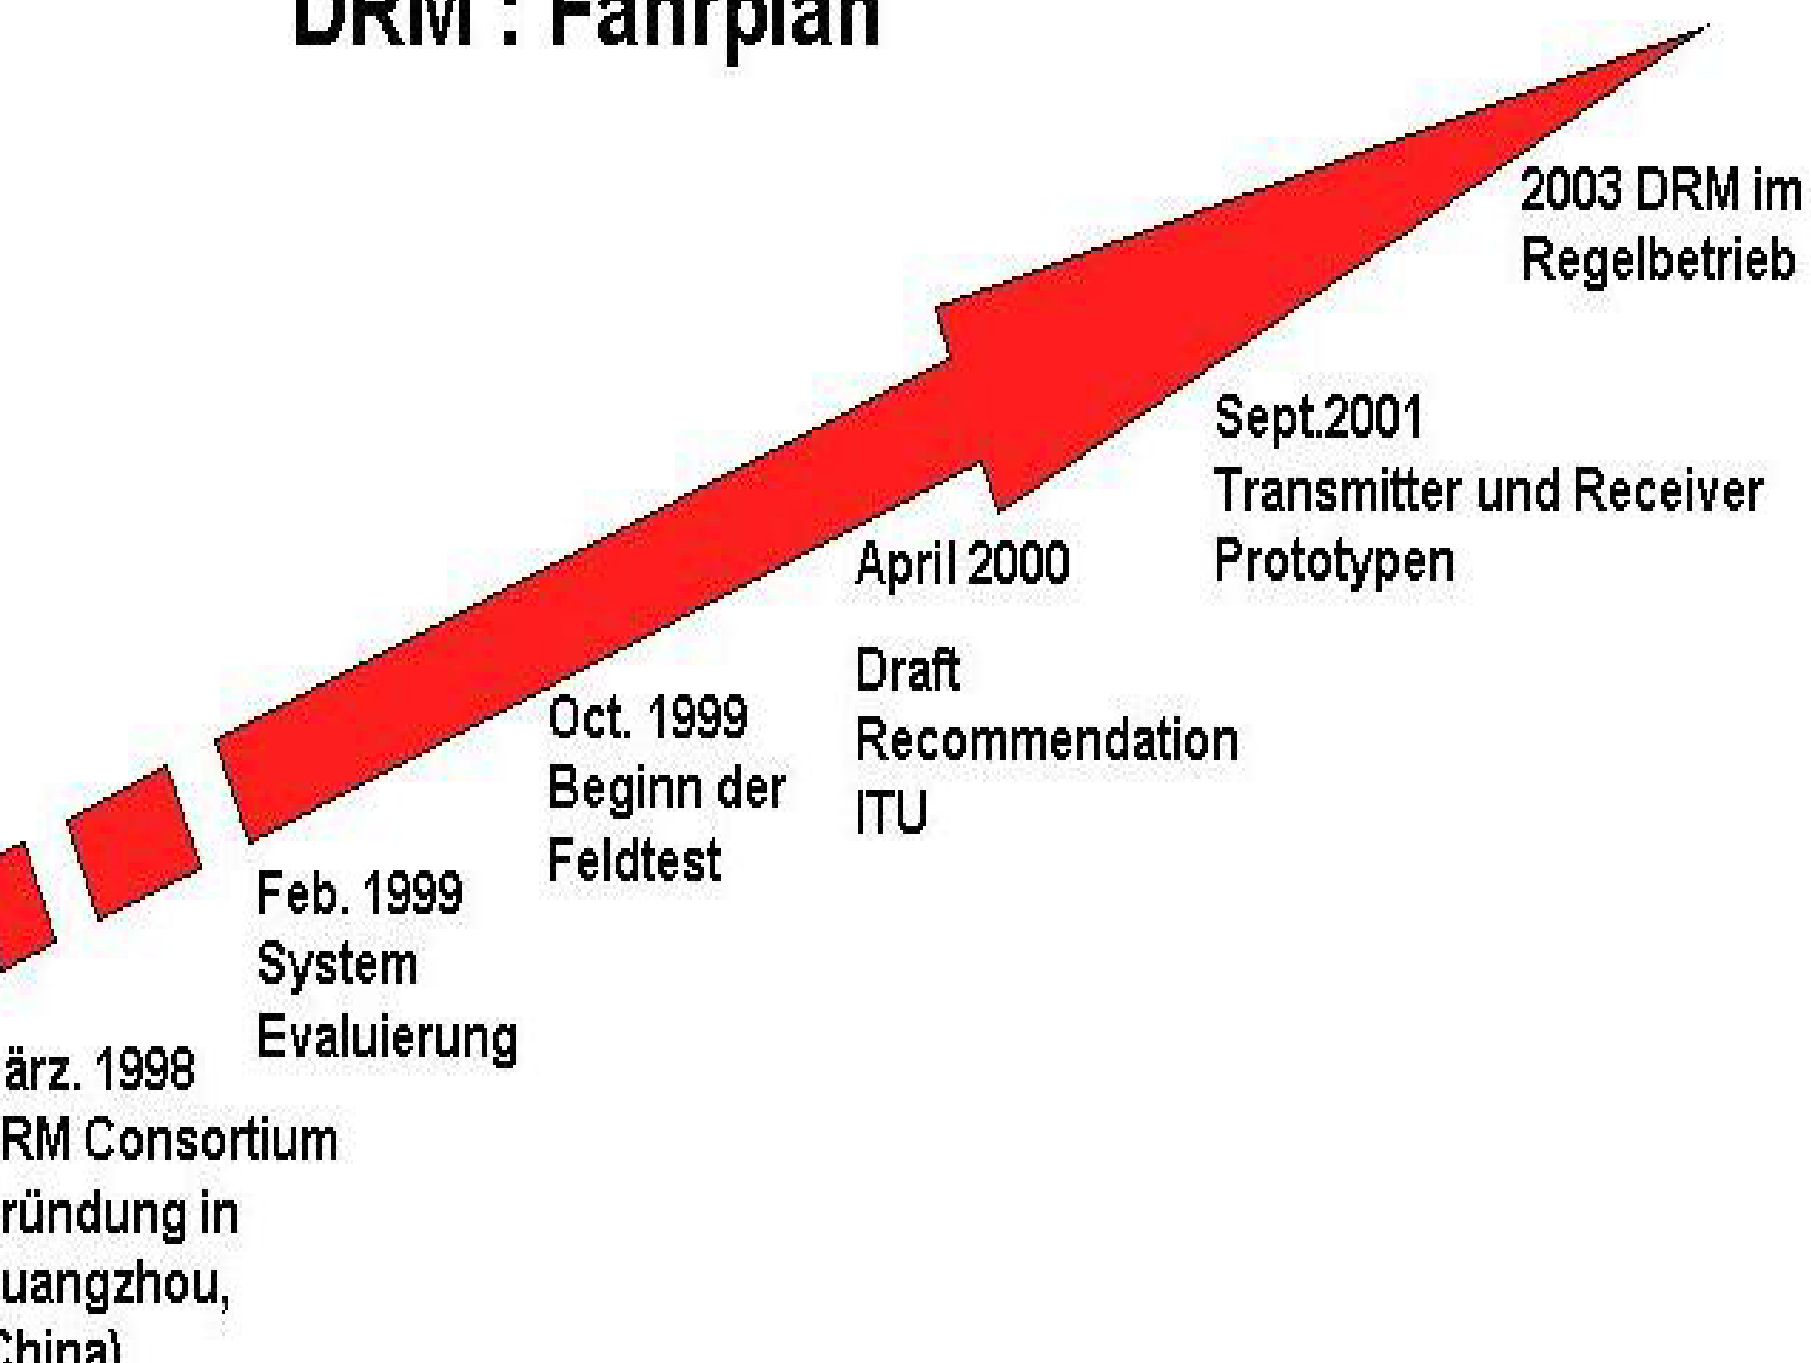 DRM : Fahrplan
2003 DRM im
Regelbetrieb
Sept.2001
Transmitter und Receiver
Prototypen
April 2000
Draft
Recommendation
ITU
Oct. 1999
Beginn der
Feldtest
Feb. 1999
System
Evaluierung
ärz. 1998
RM Consortium
ründung in
uangzhou,
China)